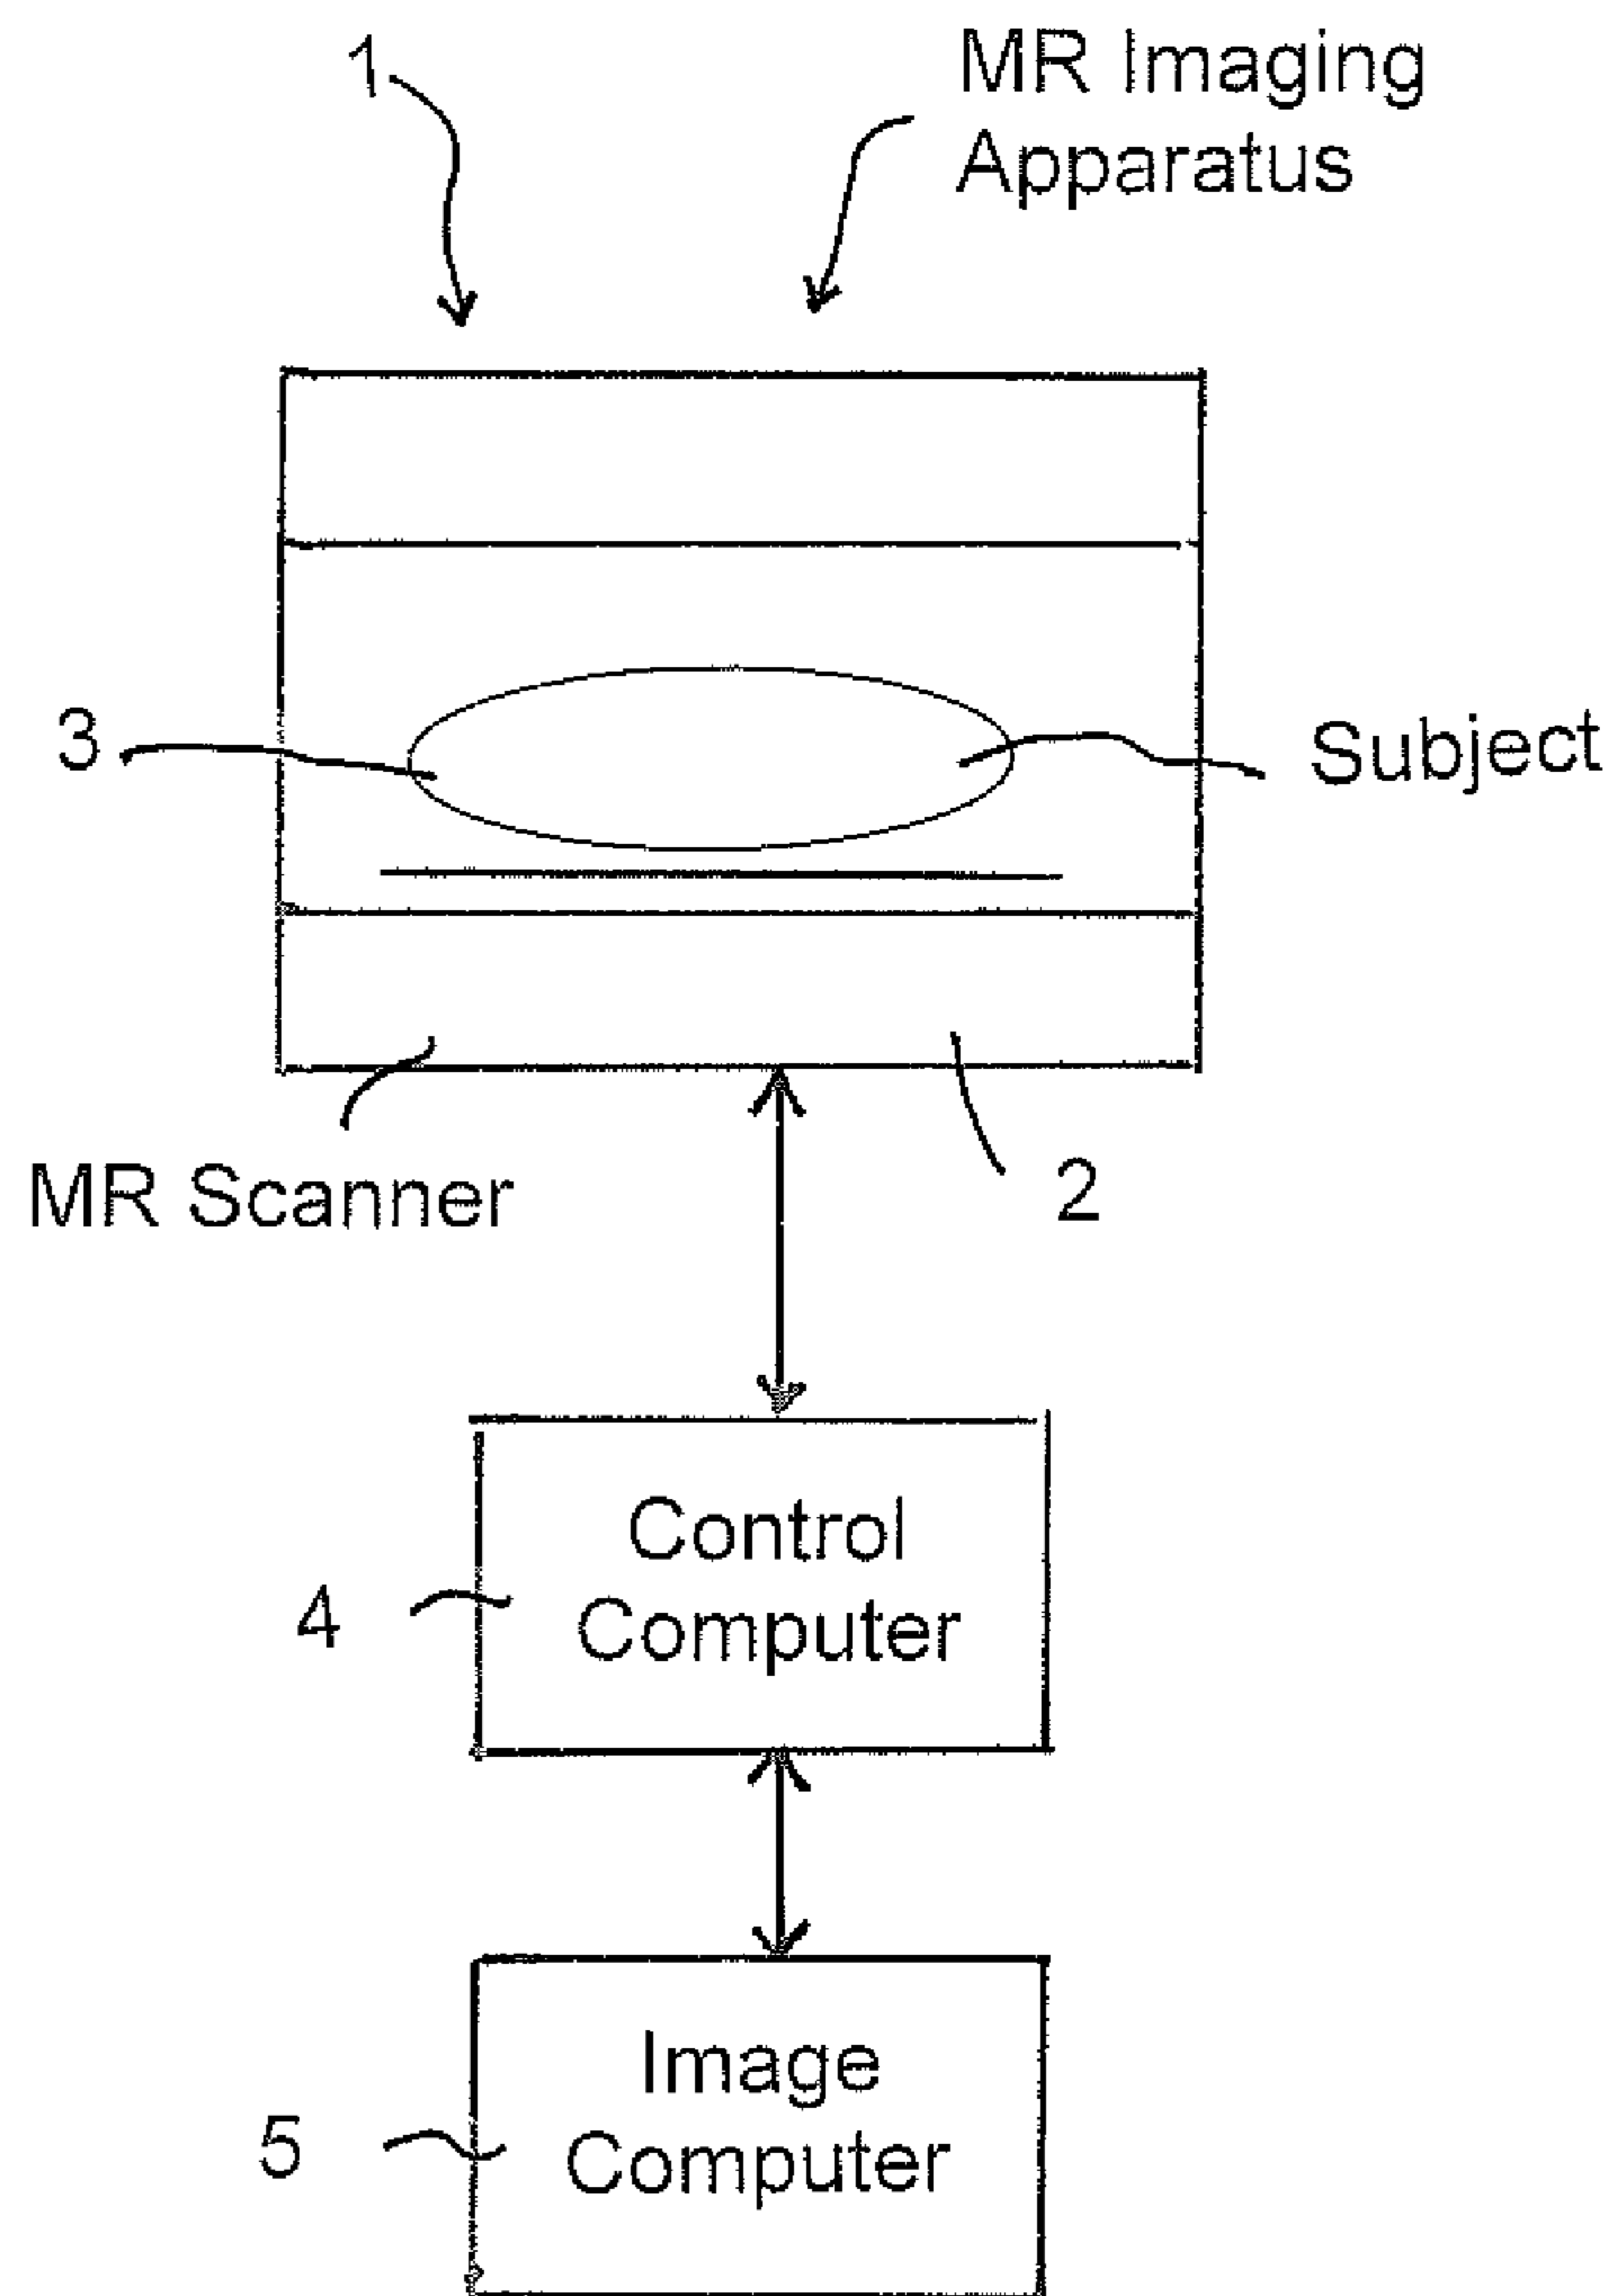 1
MR Imaging
Apparatus
3
Subject
MR Scanner
2
Control
Computer
4
Image
Computer
5